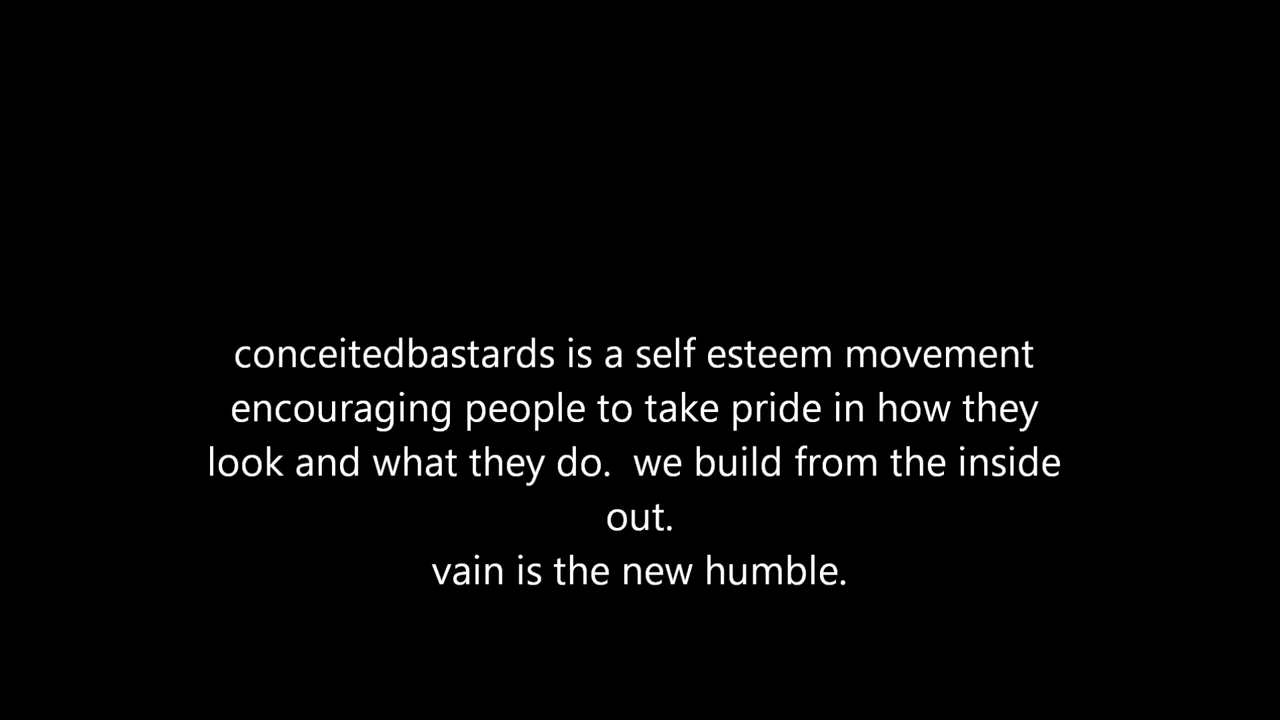 conceitedbastards is a self esteem movement
encouraging people to take pride in how they
look and what they do.  we build from the inside
out.
vain is the new humble.